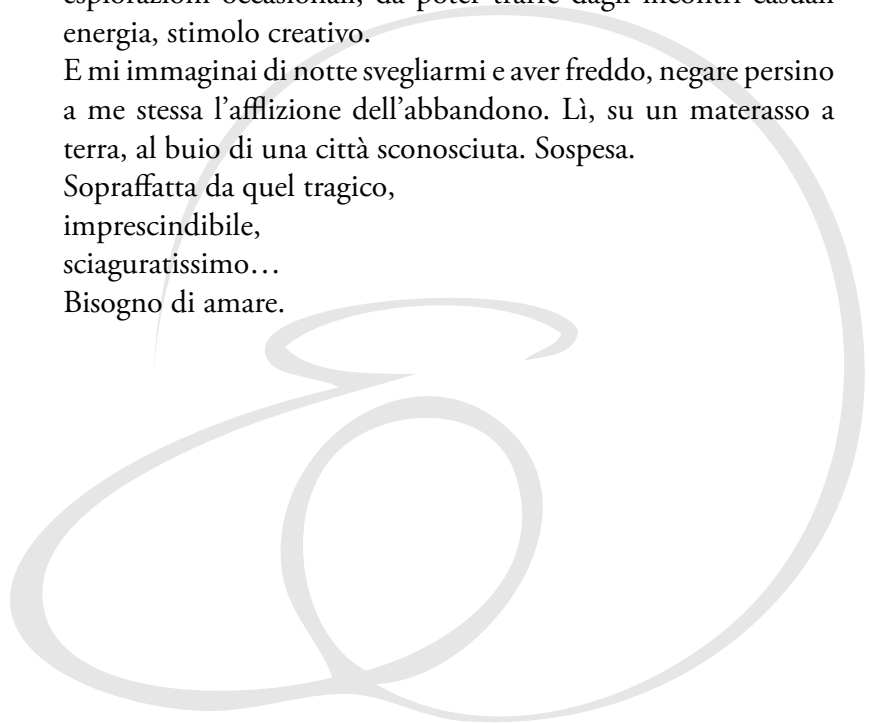 esplorazioni occasionali, da poter trarre dagli incontri casuali
energia, stimolo creativo.
E mi immaginai di notte svegliarmi e aver freddo, negare persino
a me stessa l’afflizione dell’abbandono. Lì, su un materasso a
terra, al buio di una città sconosciuta. Sospesa.
Sopraffatta da quel tragico,
imprescindibile,
sciaguratissimo…
Bisogno di amare.